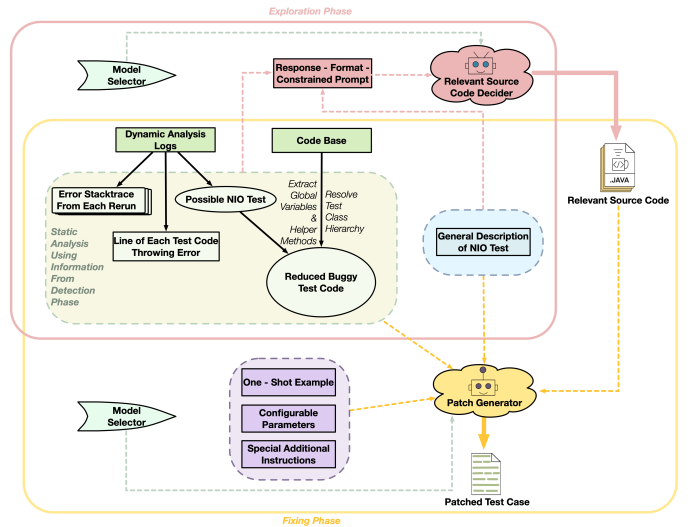 Exploration Phase
Model
Selector
Response - Format -
Constrained Prompt
Relevant Source
Code Decider
Dynamic Analysis
Logs
Code Base
Error Stacktrace
From Each Rerun
Possible NIO Test
Extract
Global
Variables
&
Helper
Methods
Resolve
Test
Class
Hierarchy
.JAVA
Relevant Source Code
Static
Analysis
Using
Information
From
Detection
Phase
Line of Each Test Code
Throwing Error
Reduced Buggy
Test Code
General Description
of NIO Test
One - Shot Example
Configurable
Parameters
Special Additional
Instructions
Model
Selector
Patch Generator
Patched Test Case
Fixing Phase